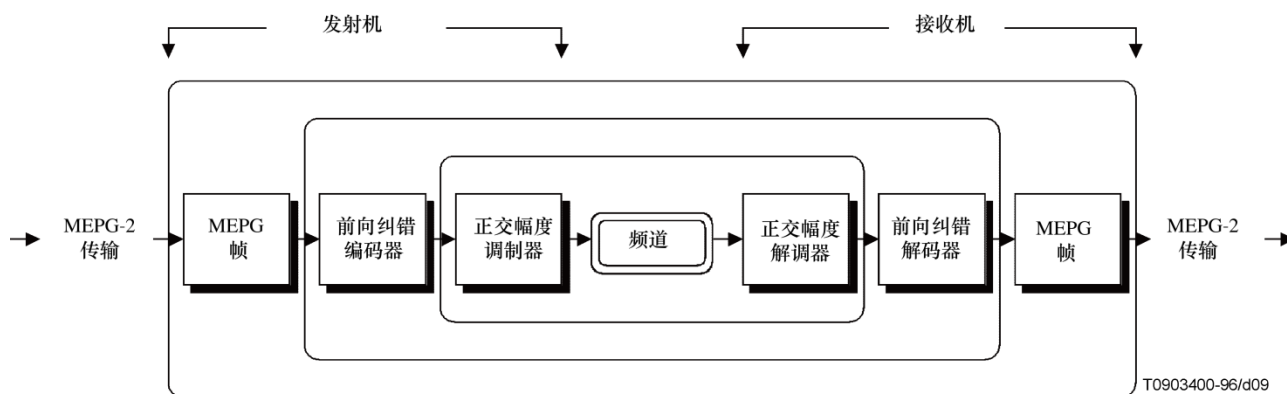 发射机
接收机
MEPG-2
传输
MEPG
帧
前向纠错
编码器
正交幅度
调制器
频道
正交幅度
解调器
前向纠错
解码器
MEPG
帧
MEPG-2
传输
T0903400-96/d09